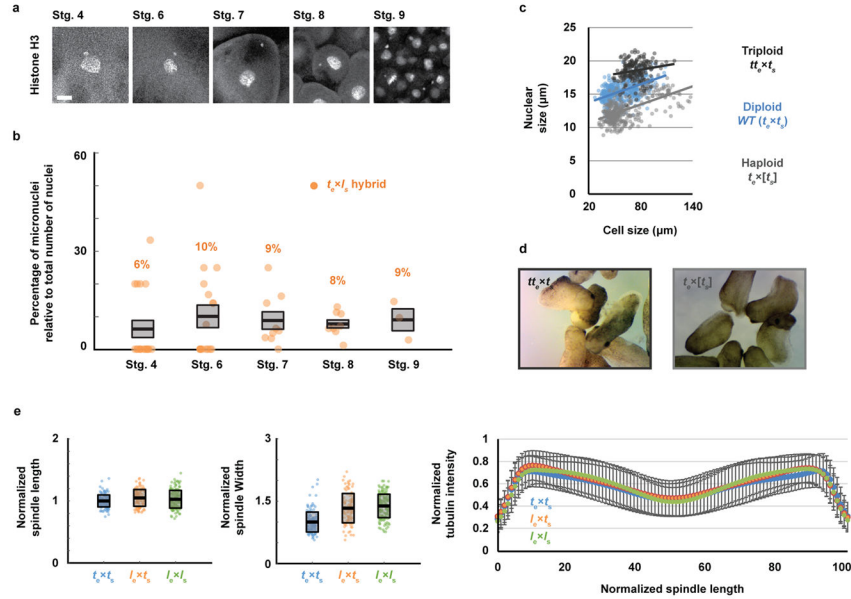 a
Stg. 4 Stg. 6 Stg. 7 Stg. 8 Stg. 9
Histone H3
b
Percentage of micronuclei
relative to total number of nuclei
60
30
0
tₑ×lₛ hybrid
6% 10% 9% 8% 9%
Stg. 4 Stg. 6 Stg. 7 Stg. 8 Stg. 9
c
Nuclear
size (µm)
25
20
15
10
5
0
20 80 140
Cell size (µm)
Triploid
ttₑ×tₛ
Diploid
WT (tₑ×tₛ)
Haploid
tₑ×[tₛ]
d
ttₑ×t
tₑ×[tₛ]
e
Normalized
spindle length
2
1
0
tₑ×tₛ lₑ×tₛ lₑ×lₛ
Normalized
spindle Width
3
1.5
0
tₑ×tₛ lₑ×tₛ lₑ×lₛ
Normalized
tubulin intensity
1
0.8
0.6
0.4
0.2
0
tₑ×tₛ
lₑ×tₛ
lₑ×lₛ
0 20 40 60 80 100
Normalized spindle length